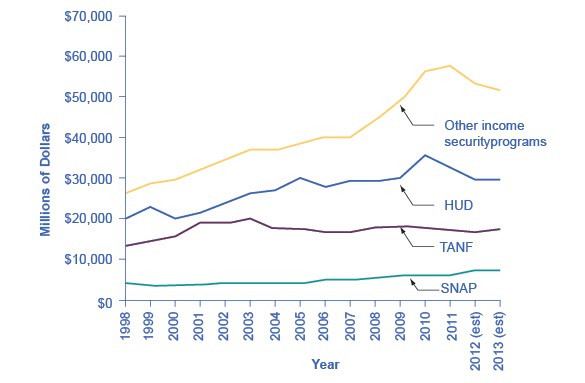 $70,000
$60,000
$50,000
$40,000
$30,000
$20,000
$10,000
$0
Millions of Dollars
Other income
securityprograms
HUD
TANF
SNAP
1998
1999
2000
2001
2002
2003
2004
2005
2006
2007
2008
2009
2010
2011
2012 (est)
2013 (est)
Year